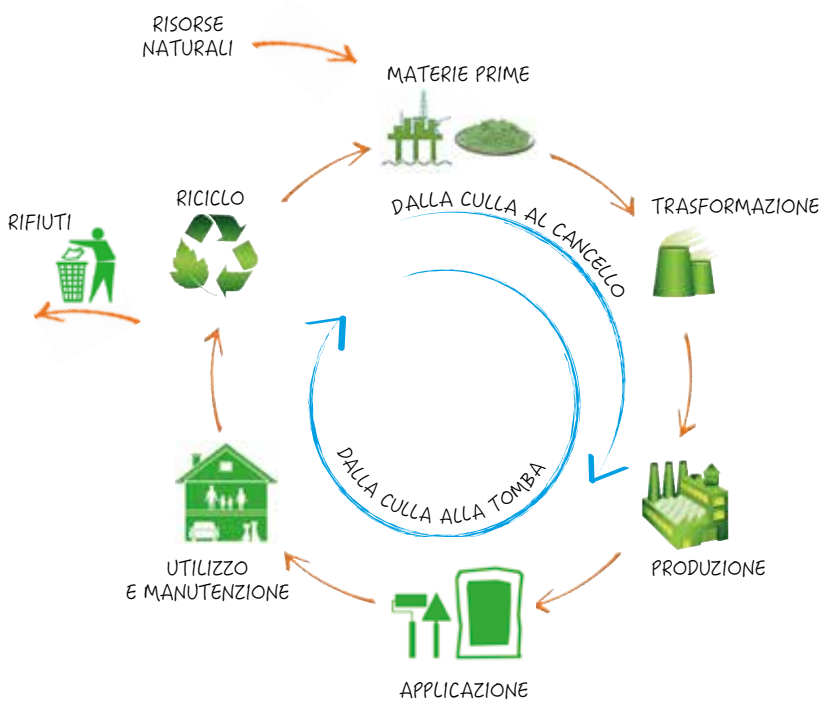 RISORSE
NATURALI
MATERIE PRIME
RICICLO
RIFIUTI
DALLA CULLA AL CANCELLO
TRASFORMAZIONE
DALLA CULLA ALLA TOMBA
UTILIZZO
E MANUTENZIONE
PRODUZIONE
APPLICAZIONE